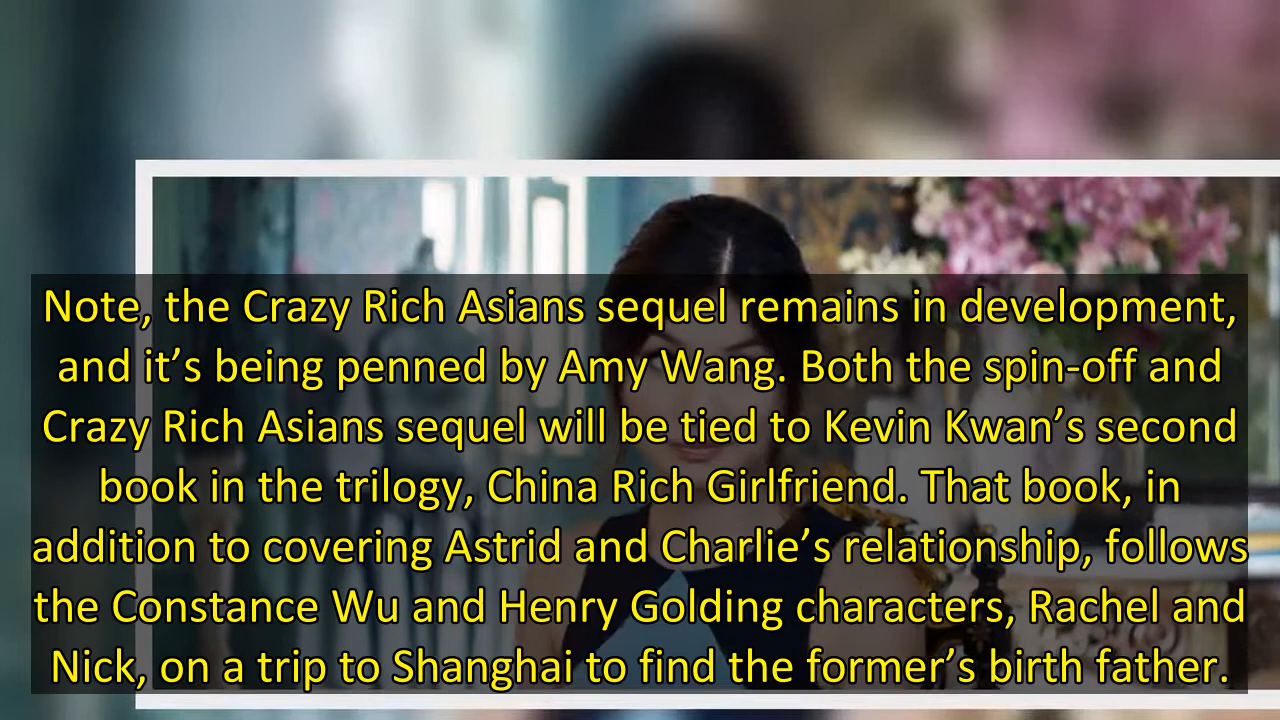 Note, the Crazy Rich Asians sequel remains in development,
and it’s being penned by Amy Wang. Both the spin-off and
Crazy Rich Asians sequel will be tied to Kevin Kwan’s second
book in the trilogy, China Rich Girlfriend. That book, in
addition to covering Astrid and Charlie’s relationship, follows
the Constance Wu and Henry Golding characters, Rachel and
Nick, on a trip to Shanghai to find the former’s birth father.